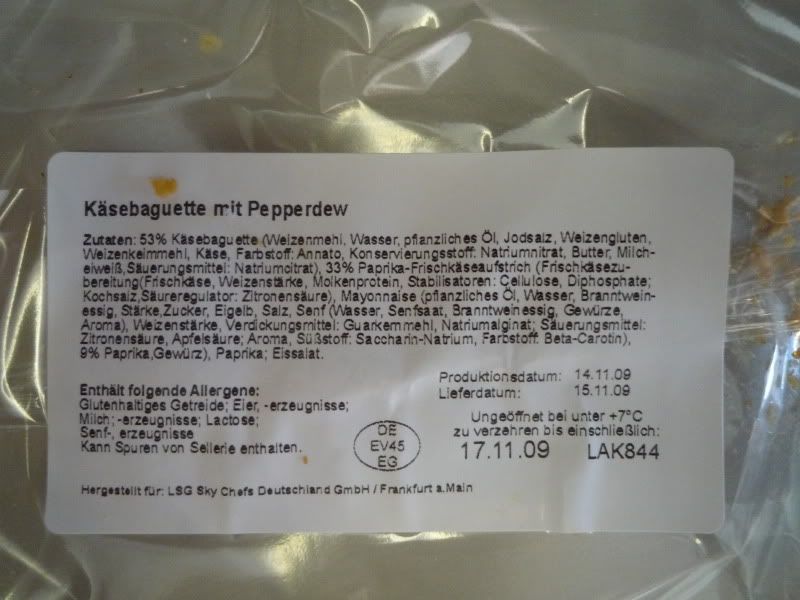 Käsebaguette mit Pepperdew
Zutaten: 53% Käsebaguette (Weizenmehl, Wasser, pflanzliches Öl, Jodsalz, Weizengluten,
Weizenkeimmehl, Käse, Farbstoff: Annato, Konservierungsstoff: Natriumnitrat, Butter, Milch-
eiweiß,Säuerungsmittel: Natriumcitrat), 33% Paprika-Frischkäseaufstrich (Frischkäsezu-
bereitung(Frischkäse, Weizenstärke, Molkenprotein, Stabilisatoren: Cellulose, Diphosphate;
Kochsalz,Säureregulator: Zitronensäure), Mayonnaise (pflanzliches Öl, Wasser, Branntwein-
essig, Stärke,Zucker, Eigelb, Salz, Senf (Wasser, Senfsaat, Branntweinessig, Gewürze,
Aroma), Weizenstärke, Verdickungsmittel: Guarkernmehl, Natriumalginat; Säuerungsmittel:
Zitronensäure, Apfelsäure; Aroma, Süßstoff: Saccharin-Natrium, Farbstoff: Beta-Carotin),
9% Paprika,Gewürz), Paprika; Eissalat.
Enthält folgende Allergene:
Glutenhaltiges Getreide; Eier, -erzeugnisse;
Milch; -erzeugnisse; Lactose;
Senf-, erzeugnisse
Kann Spuren von Sellerie enthalten.
DE
EV45
EG
Produktionsdatum: 14.11.09
Lieferdatum: 15.11.09
Ungeöffnet bei unter +7°C
zu verzehren bis einschließlich:
17.11.09 LAK844
Hergestellt für: LSG Sky Chefs Deutschland GmbH / Frankfurt a.Main